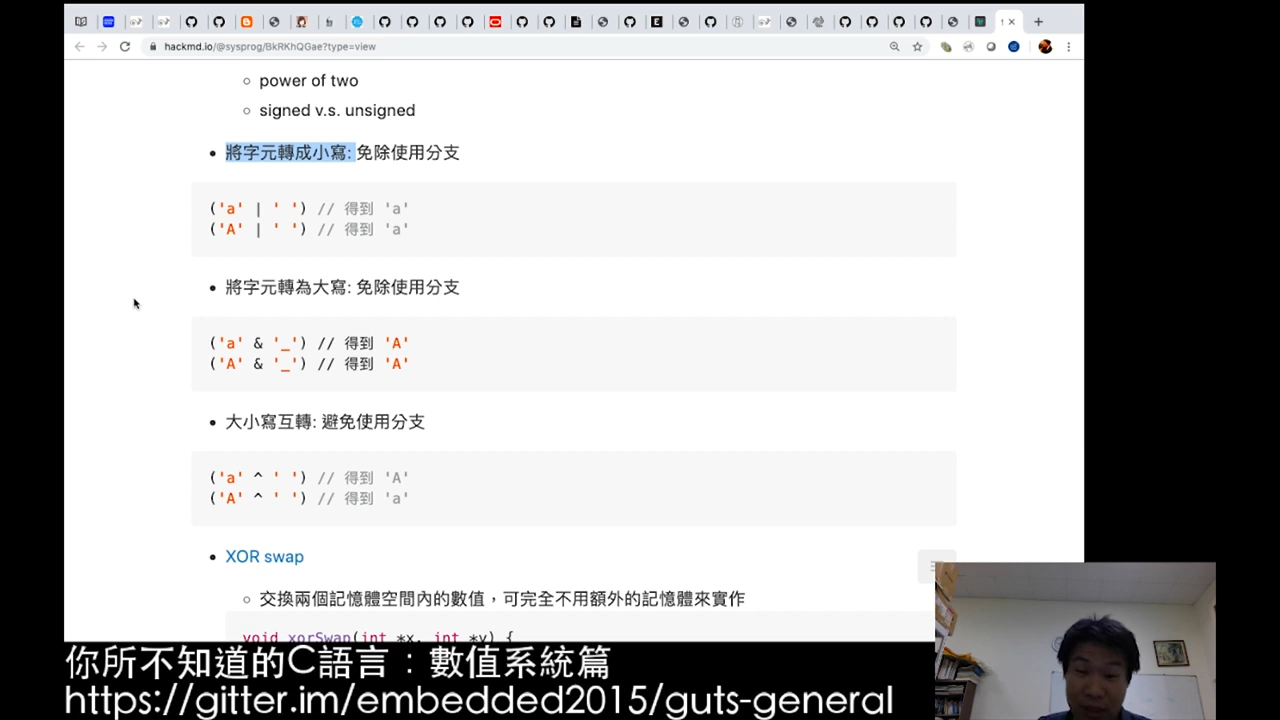 hackmd.io/@sysprog/BkRKhQGae?type=view
power of two
signed v.s. unsigned
將字元轉成小寫: 免除使用分支
('a' | ' ') // 得到 'a'
('A' | ' ') // 得到 'a'
將字元轉為大寫: 免除使用分支
('a' & '_') // 得到 'A'
('A' & '_') // 得到 'A'
大小寫互轉: 避免使用分支
('a' ^ ' ') // 得到 'A'
('A' ^ ' ') // 得到 'a'
XOR swap
交換兩個記憶體空間內的數值，可完全不用額外的記憶體來實作
void xorSwap(int *x, int *y) {
你所不知道的C語言：數值系統篇
https://gitter.im/embedded2015/guts-general